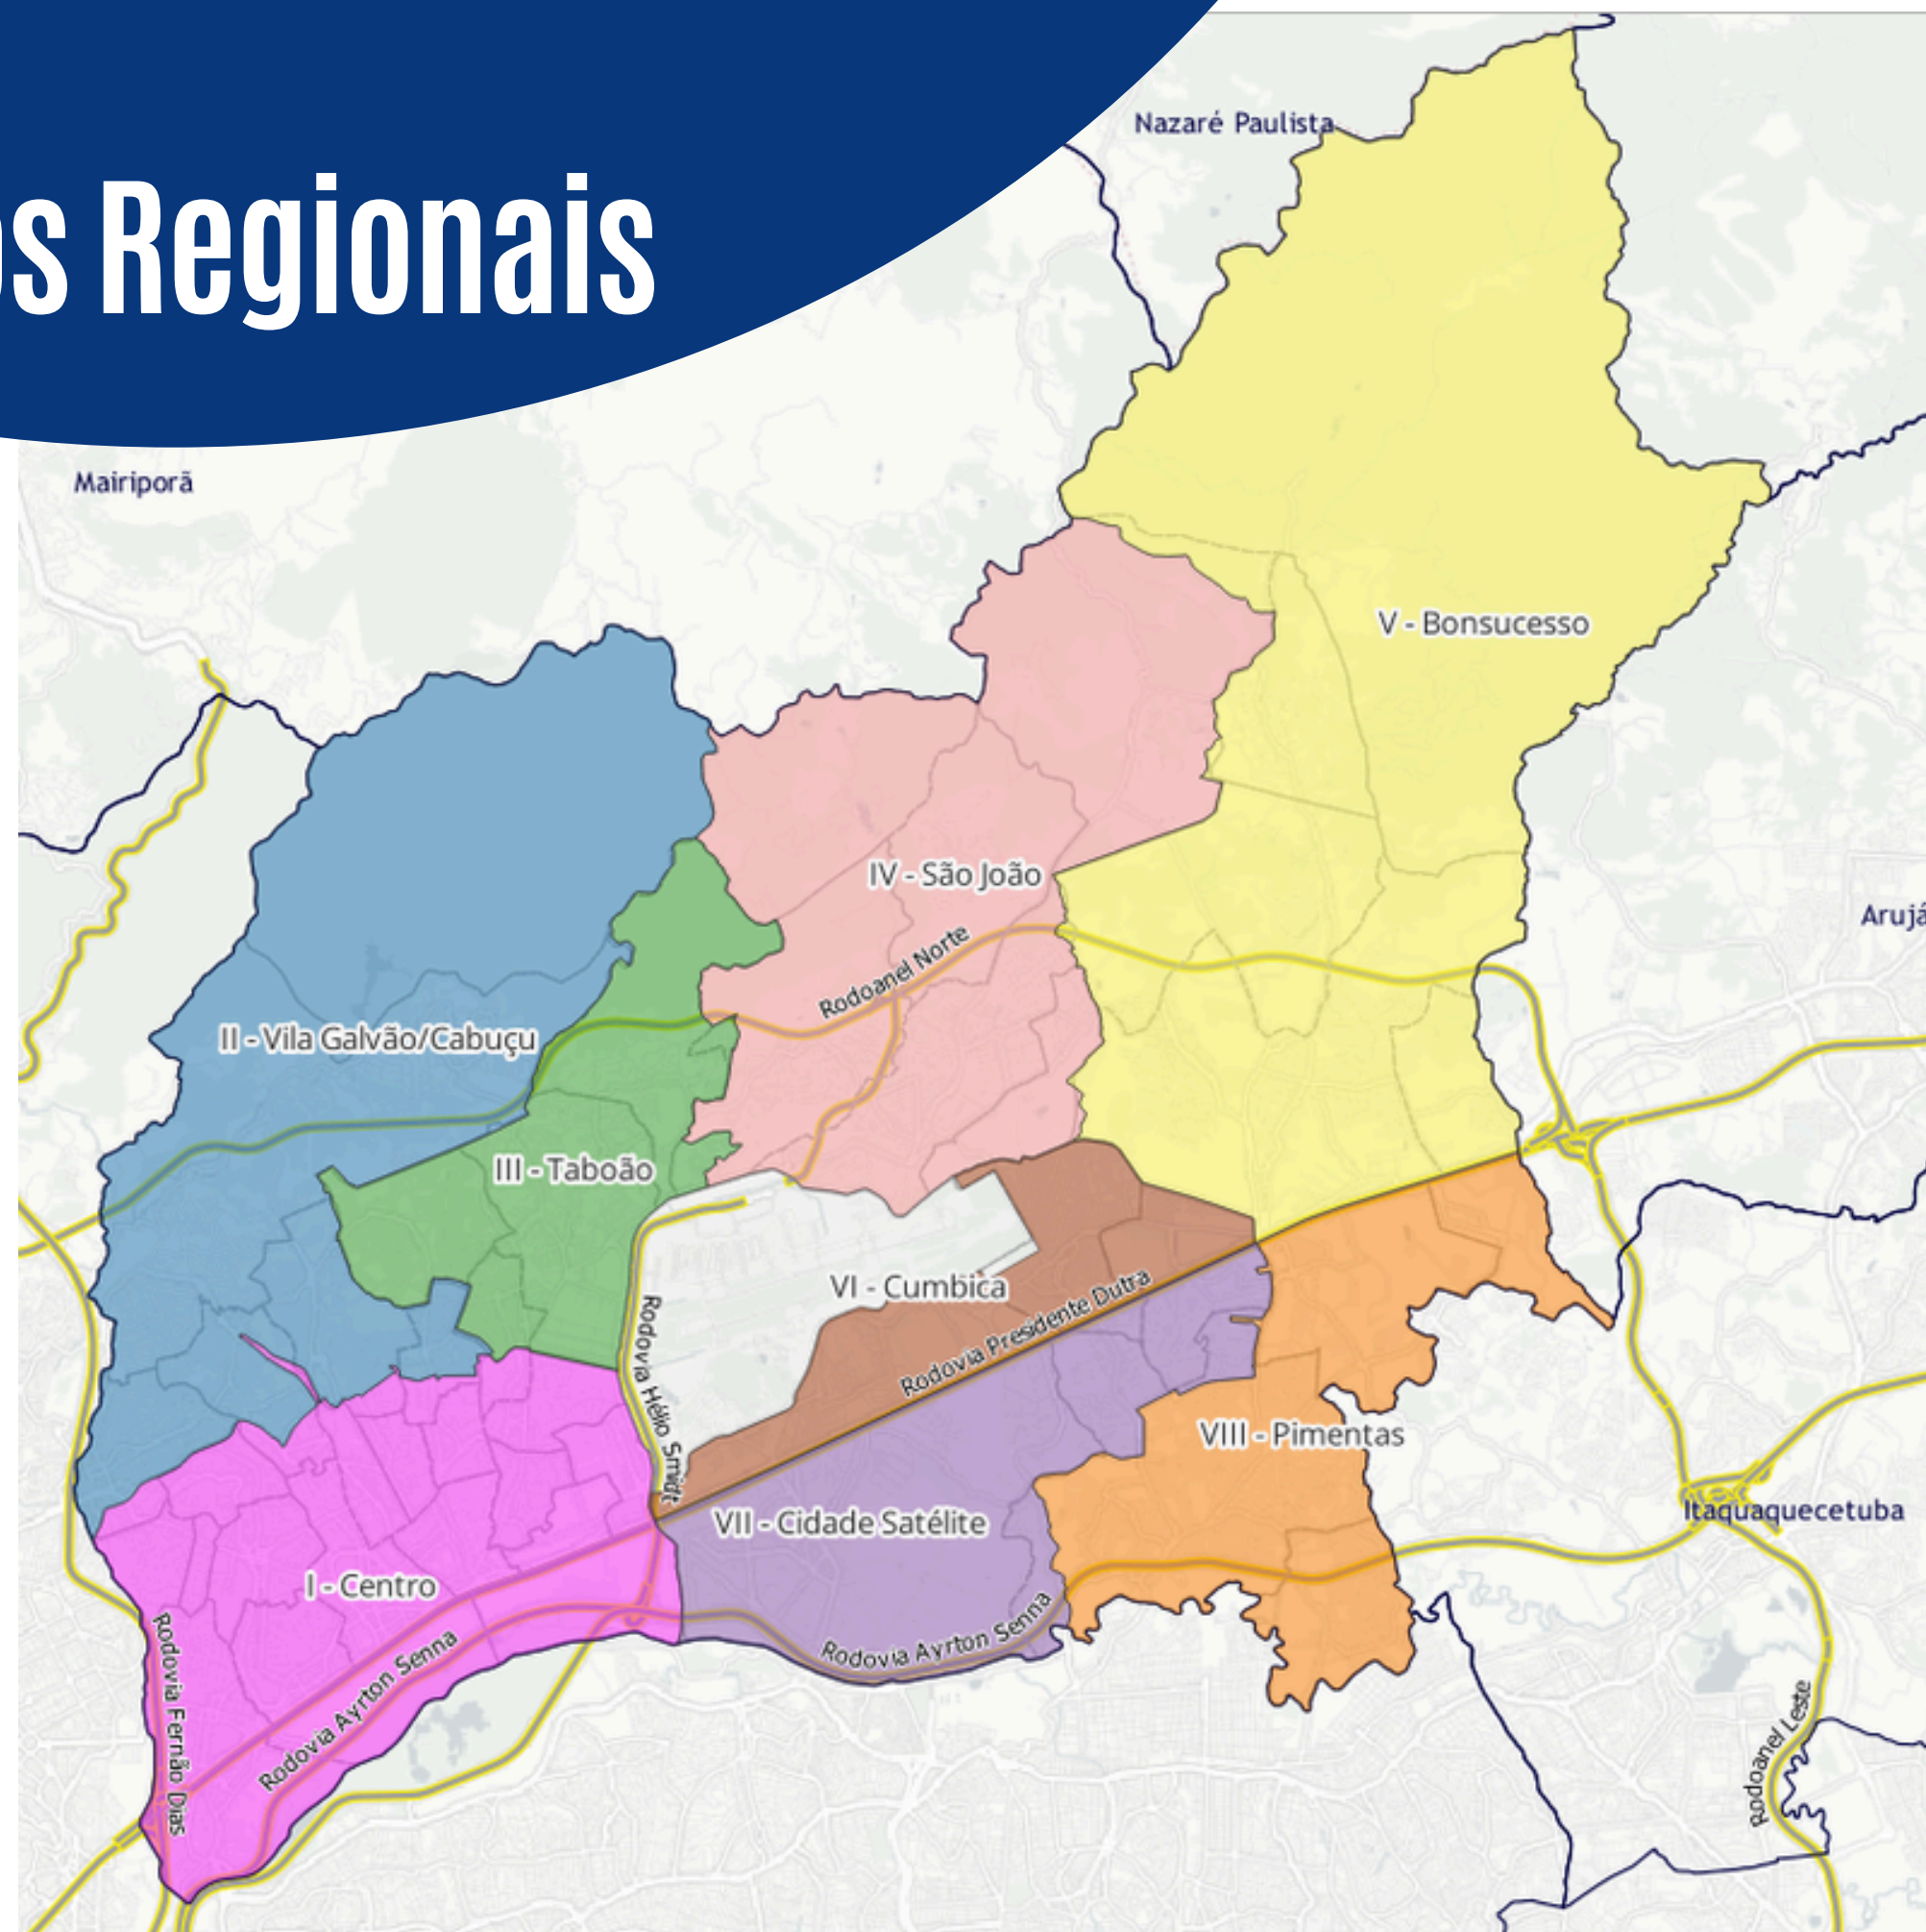 s Regionais
Nazaré Paulista
Mairiporã
V - Bonsucesso
IV - São João
Arujá
Rodoanel Norte
II - Vila Galvão/Cabuçu
III - Taboão
VI - Cumbica
Rodovia Presidente Dutra
Rodovia Hélio Smidt
VIII - Pimentas
VII - Cidade Satélite
Itaquaquecetuba
I - Centro
Rodovia Ayrton Senna
Rodovia Ayrton Senna
Rodovia Fernão Dias
Rodoanel Leste